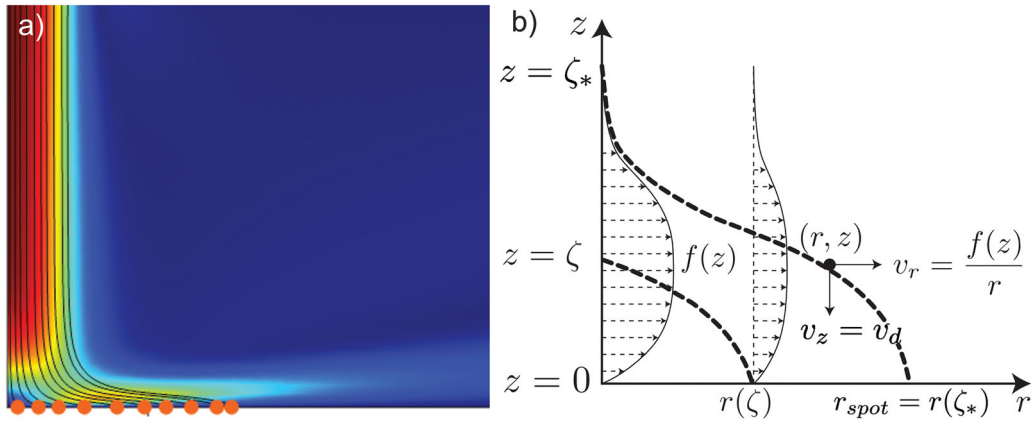 a)
b)
z
z = ζ*
(r, z)
z = ζ
f(z)
v_r = f(z)/r
v_z = v_d
z = 0
r(ζ)
r_spot = r(ζ*)
r